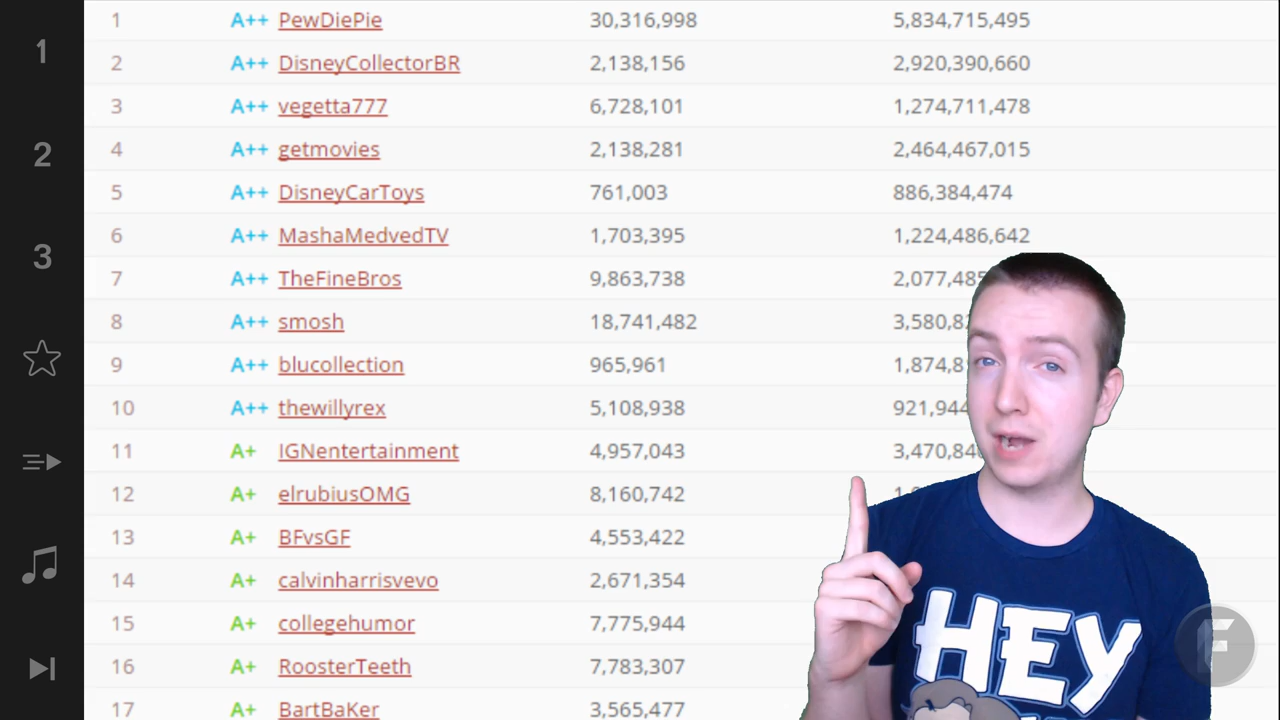 1
2
3
1 A++ PewDiePie 30,316,998 5,834,715,495
2 A++ DisneyCollectorBR 2,138,156 2,920,390,660
3 A++ vegetta777 6,728,101 1,274,711,478
4 A++ getmovies 2,138,281 2,464,467,015
5 A++ DisneyCarToys 761,003 886,384,474
6 A++ MashaMedvedTV 1,703,395 1,224,486,642
7 A++ TheFineBros 9,863,738
8 A++ smosh 18,741,482
9 A++ blucollection 965,961
10 A++ thewillyrex 5,108,938
11 A+ IGNentertainment 4,957,043
12 A+ elrubiusOMG 8,160,742
13 A+ BFvsGF 4,553,422
14 A+ calvinharrisvevo 2,671,354
15 A+ collegehumor 7,775,944
16 A+ RoosterTeeth 7,783,307
17 A+ BartBaKer 3,565,477
HEY
F